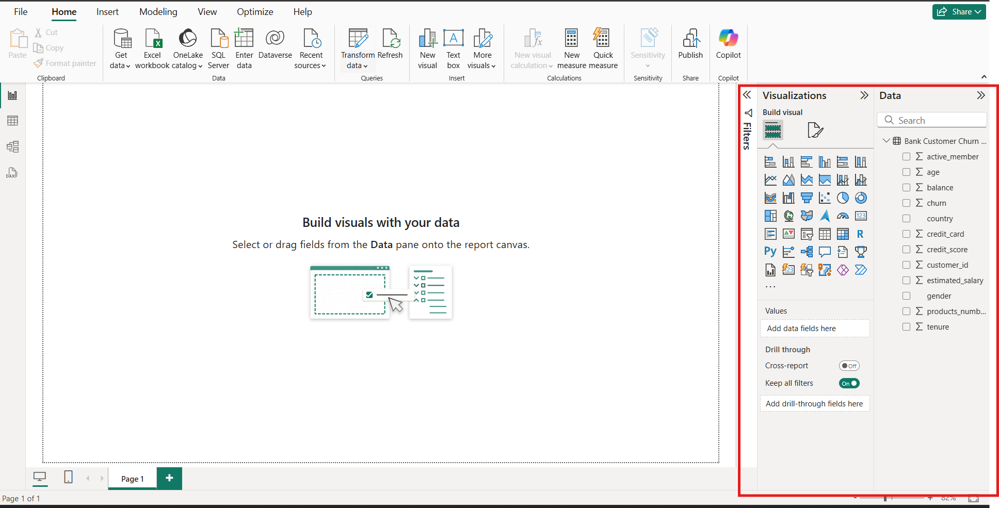 File Home Insert Modeling View Optimize Help Share
Paste Cut
Copy
Format painter
Clipboard
Get data
Excel workbook
OneLake catalog
SQL Server
Enter data
Dataverse
Recent sources
Data
Transform data
Refresh
Queries
New visual
Text box
More visuals
Insert
New visual calculation
New measure
Quick measure
Calculations
Sensitivity
Sensitivity
Publish
Share
Copilot
Copilot
DAX
Build visuals with your data
Select or drag fields from the Data pane onto the report canvas.
Filters
Visualizations
Build visual
123
R
Py
123
...
Values
Add data fields here
Drill through
Cross-report Off
Keep all filters On
Add drill-through fields here
Data
Search
Bank Customer Churn ...
active_member
age
balance
churn
country
credit_card
credit_score
customer_id
estimated_salary
gender
products_numb...
tenure
Page 1 +
Page 1 of 1
- + 82%